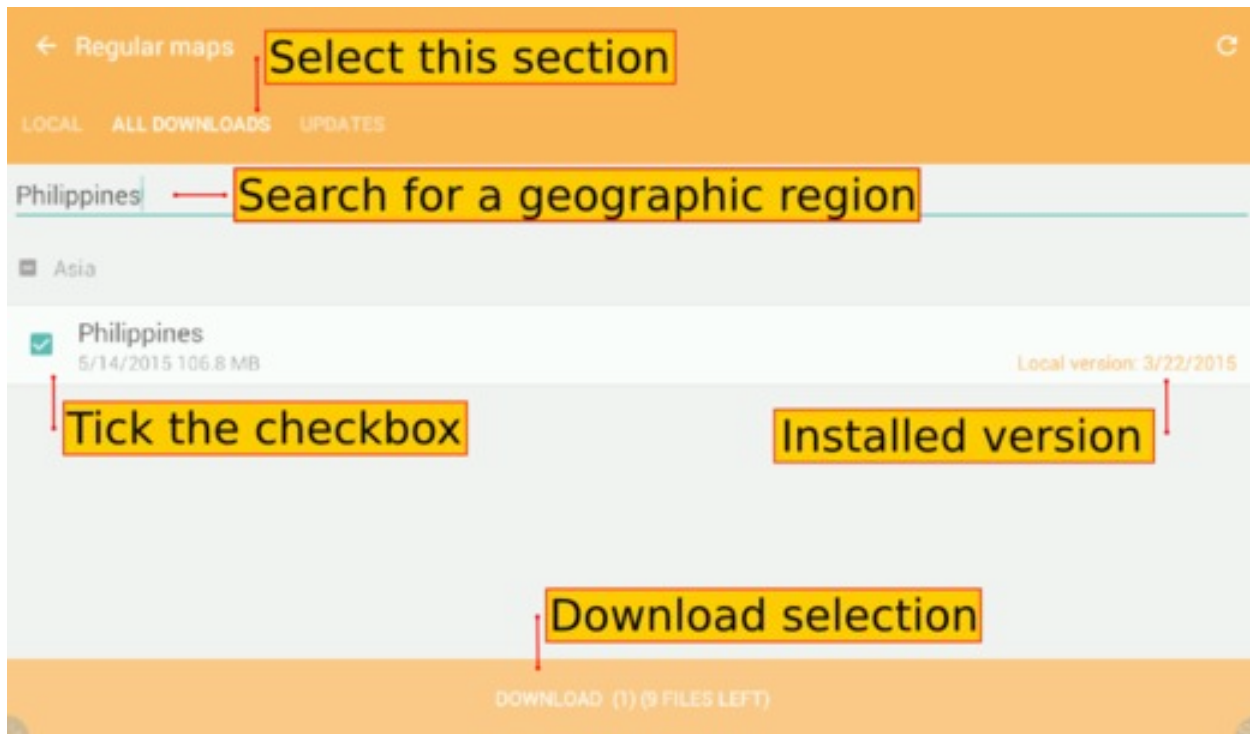 Regular maps
Select this section
LOCAL ALL DOWNLOADS UPDATES
Philippines
Search for a geographic region
Asia
Philippines
5/14/2015 106.8 MB
Local version: 3/22/2015
Tick the checkbox
Installed version
Download selection
DOWNLOAD (1) (9 FILES LEFT)